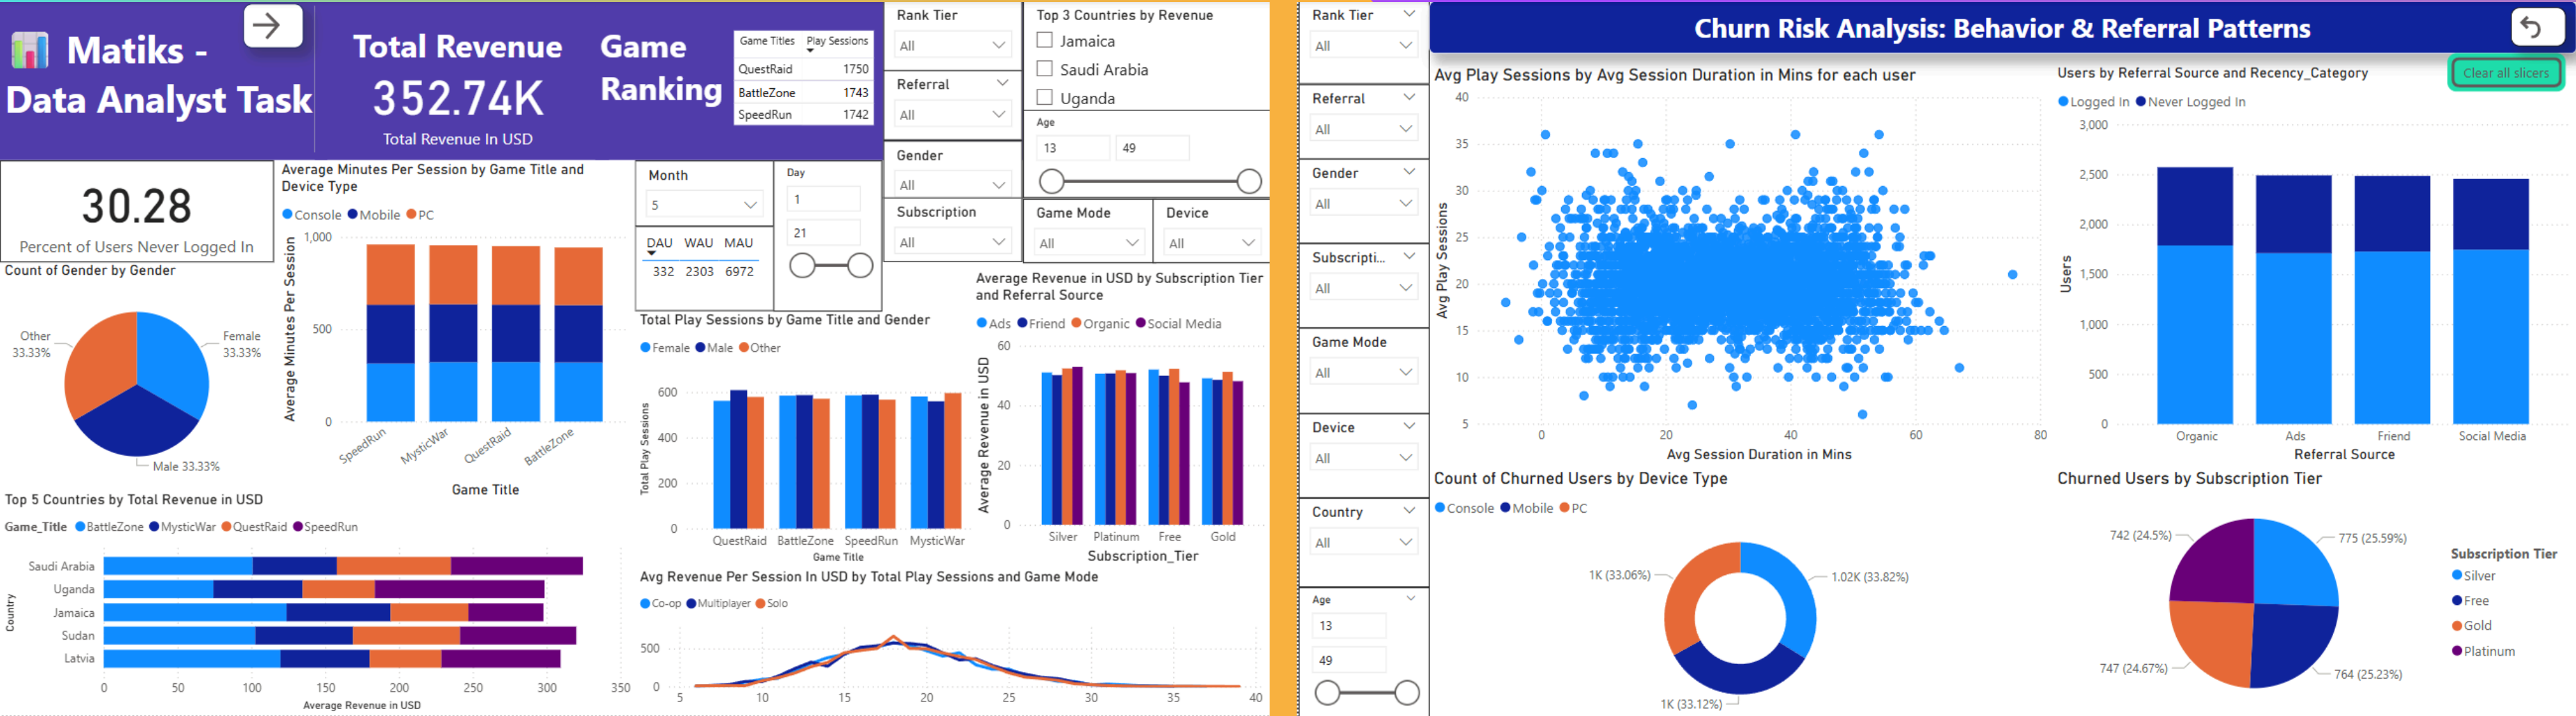 Matiks -
Data Analyst Task
Total Revenue
352.74K
Total Revenue In USD
Game
Ranking
Game Titles Play Sessions
QuestRaid 1750
BattleZone 1743
SpeedRun 1742
Rank Tier
All
Referral
All
Gender
All
Subscription
All
Top 3 Countries by Revenue
Jamaica
Saudi Arabia
Uganda
Age
13 49
Game Mode
All
Device
All
30.28
Percent of Users Never Logged In
Average Minutes Per Session by Game Title and
Device Type
Console Mobile PC
Average Minutes Per Session
1,000
500
0
SpeedRun MysticWar QuestRaid BattleZone
Game Title
Month
5
DAU WAU MAU
332 2303 6972
Day
1
21
Count of Gender by Gender
Other
33.33%
Female
33.33%
Male 33.33%
Total Play Sessions by Game Title and Gender
Female Male Other
Total Play Sessions
600
400
200
0
QuestRaid BattleZone SpeedRun MysticWar
Game Title
Average Revenue in USD by Subscription Tier
and Referral Source
Ads Friend Organic Social Media
Average Revenue in USD
60
40
20
0
Silver Platinum Free Gold
Subscription_Tier
Top 5 Countries by Total Revenue in USD
Game_Title BattleZone MysticWar QuestRaid SpeedRun
Country
Saudi Arabia
Uganda
Jamaica
Sudan
Latvia
0 50 100 150 200 250 300 350
Average Revenue in USD
Avg Revenue Per Session In USD by Total Play Sessions and Game Mode
Co-op Multiplayer Solo
500
0
5 10 15 20 25 30 35 40
Rank Tier
All
Referral
All
Gender
All
Subscripti...
All
Game Mode
All
Device
All
Country
All
Age
13
49
Churn Risk Analysis: Behavior & Referral Patterns
Avg Play Sessions by Avg Session Duration in Mins for each user
Avg Play Sessions
40
35
30
25
20
15
10
5
0 20 40 60 80
Avg Session Duration in Mins
Users by Referral Source and Recency_Category
Clear all slicers
Logged In Never Logged In
Users
3,000
2,500
2,000
1,500
1,000
500
0
Organic Ads Friend Social Media
Referral Source
Count of Churned Users by Device Type
Console Mobile PC
1K (33.06%)
1.02K (33.82%)
1K (33.12%)
Churned Users by Subscription Tier
742 (24.5%)
775 (25.59%)
747 (24.67%)
764 (25.23%)
Subscription Tier
Silver
Free
Gold
Platinum